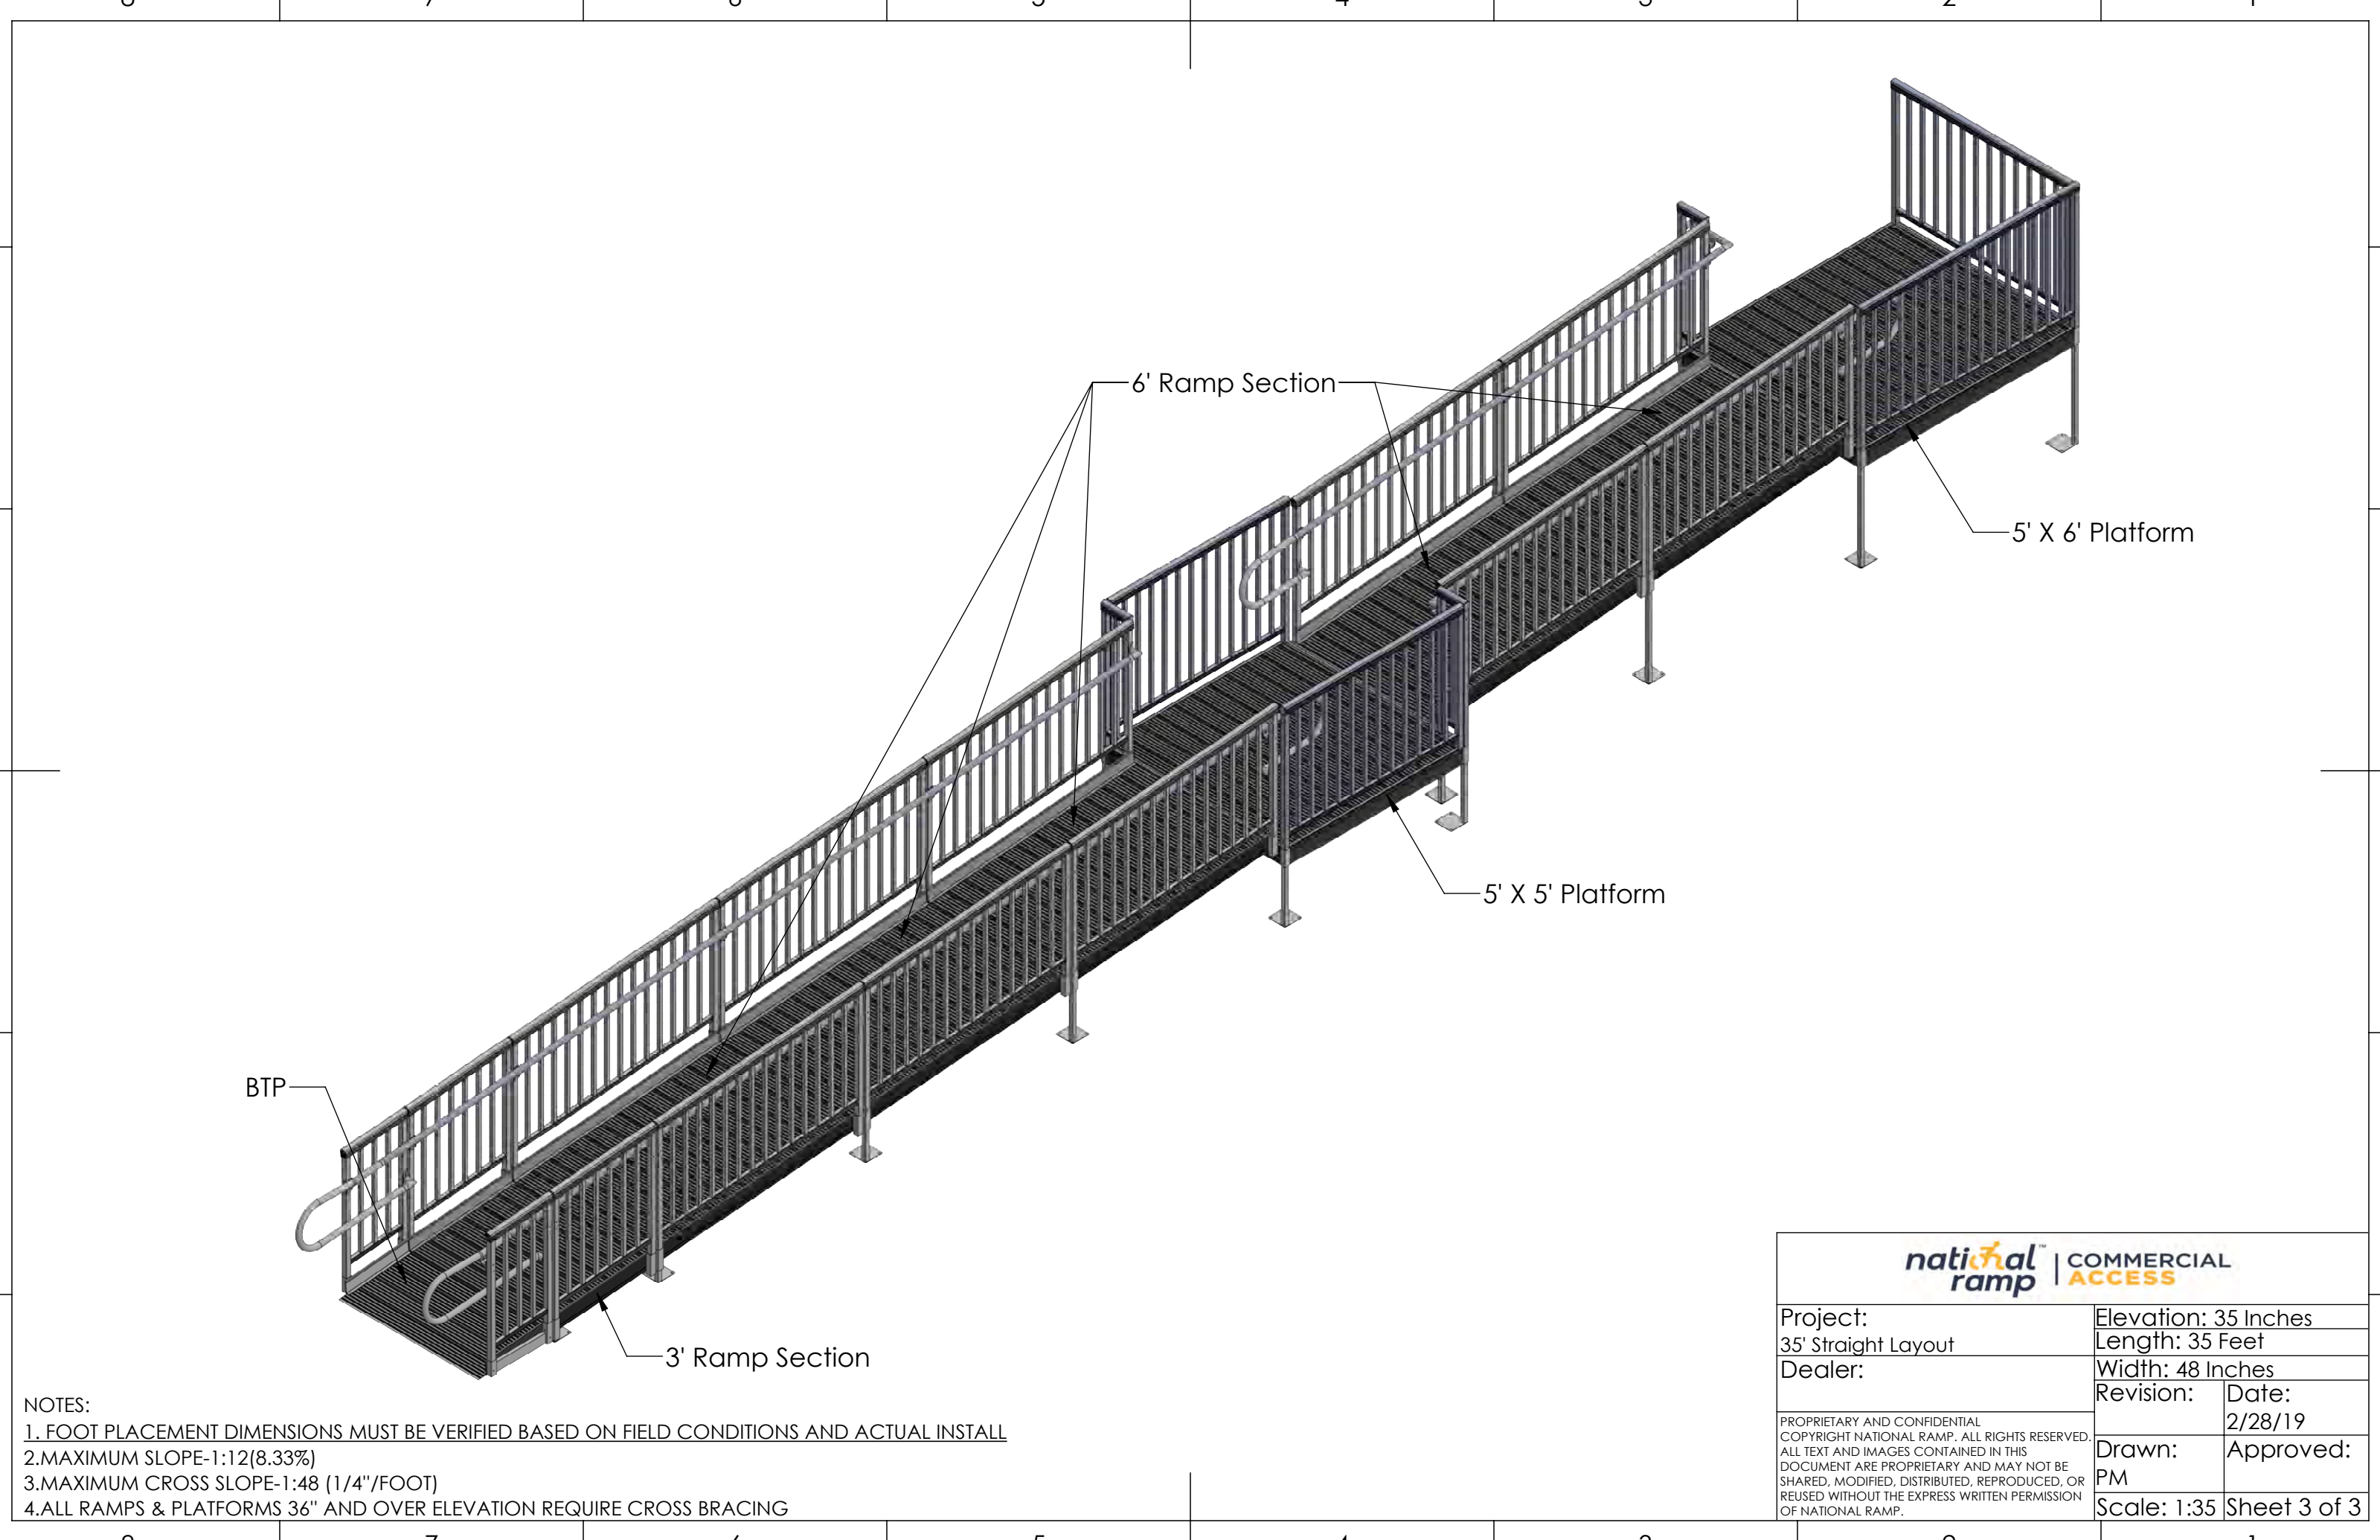 6' Ramp Section
5' X 6' Platform
5' X 5' Platform
BTP
3' Ramp Section
NOTES:
1. FOOT PLACEMENT DIMENSIONS MUST BE VERIFIED BASED ON FIELD CONDITIONS AND ACTUAL INSTALL
2.MAXIMUM SLOPE-1:12(8.33%)
3.MAXIMUM CROSS SLOPE-1:48 (1/4"/FOOT)
4.ALL RAMPS & PLATFORMS 36" AND OVER ELEVATION REQUIRE CROSS BRACING
national™
ramp
COMMERCIAL
ACCESS
Project:
35' Straight Layout
Elevation: 35 Inches
Length: 35 Feet
Dealer:
Width: 48 Inches
Revision:
Date:
2/28/19
PROPRIETARY AND CONFIDENTIAL
COPYRIGHT NATIONAL RAMP. ALL RIGHTS RESERVED.
ALL TEXT AND IMAGES CONTAINED IN THIS
DOCUMENT ARE PROPRIETARY AND MAY NOT BE
SHARED, MODIFIED, DISTRIBUTED, REPRODUCED, OR
REUSED WITHOUT THE EXPRESS WRITTEN PERMISSION
OF NATIONAL RAMP.
Drawn:
PM
Approved:
Scale: 1:35
Sheet 3 of 3